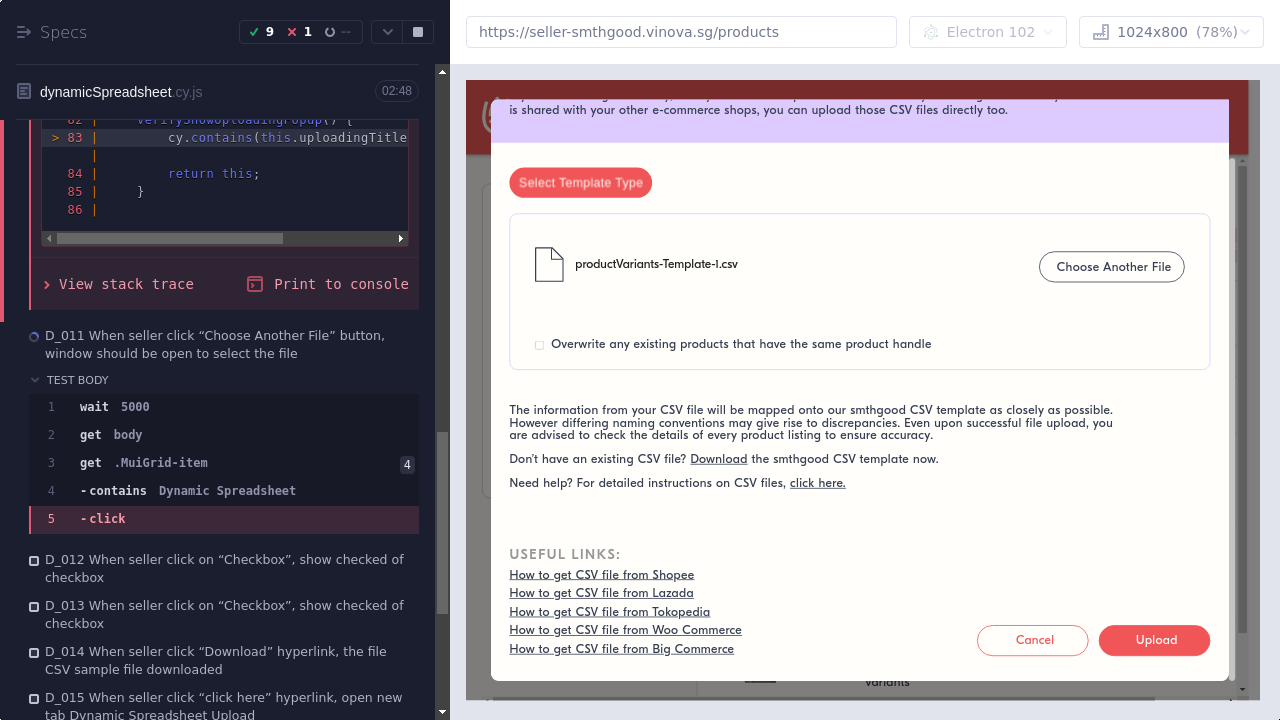 Specs
9
1
--
dynamicSpreadsheet.cy.js
02:48
82 | verifyShowUploadingPopup() {
> 83 | cy.contains(this.uploadingTitle
|
84 | return this;
85 | }
86 |
View stack trace
Print to console
D_011 When seller click “Choose Another File” button,
window should be open to select the file
TEST BODY
1 wait 5000
2 get body
3 get .MuiGrid-item 4
4 -contains Dynamic Spreadsheet
5 -click
D_012 When seller click on “Checkbox”, show checked of
checkbox
D_013 When seller click on “Checkbox”, show checked of
checkbox
D_014 When seller click “Download” hyperlink, the file
CSV sample file downloaded
D_015 When seller click “click here” hyperlink, open new
tab Dynamic Spreadsheet Upload
https://seller-smthgood.vinova.sg/products
Electron 102
1024x800 (78%)
is shared with your other e-commerce shops, you can upload those CSV files directly too.
Select Template Type
productVariants-Template-1.csv
Choose Another File
Overwrite any existing products that have the same product handle
The information from your CSV file will be mapped onto our smthgood CSV template as closely as possible.
However differing naming conventions may give rise to discrepancies. Even upon successful file upload, you
are advised to check the details of every product listing to ensure accuracy.
Don't have an existing CSV file? Download the smthgood CSV template now.
Need help? For detailed instructions on CSV files, click here.
USEFUL LINKS:
How to get CSV file from Shopee
How to get CSV file from Lazada
How to get CSV file from Tokopedia
How to get CSV file from Woo Commerce
How to get CSV file from Big Commerce
Cancel
Upload
variants